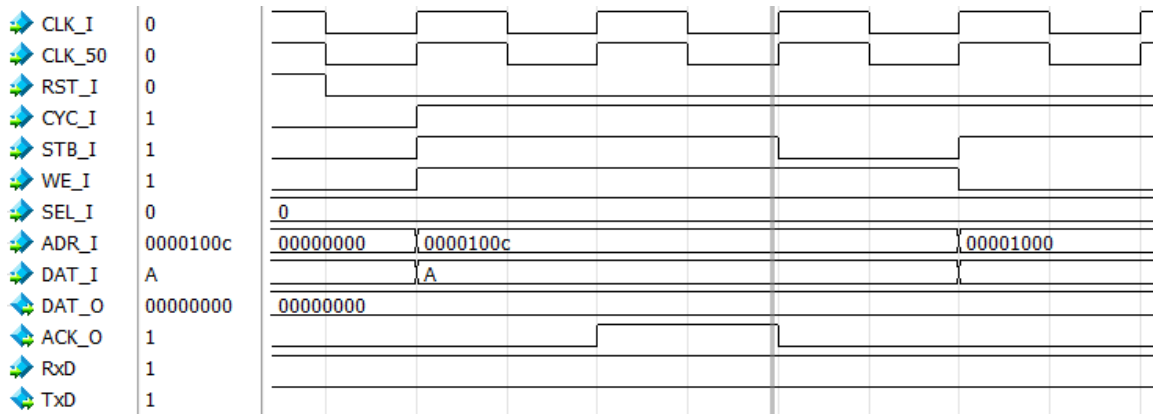 CLK_I 0
CLK_50 0
RST_I 0
CYC_I 1
STB_I 1
WE_I 1
SEL_I 0 0
ADR_I 0000100c 00000000 0000100c 00001000
DAT_I A A
DAT_O 00000000 00000000
ACK_O 1
RxD 1
TxD 1